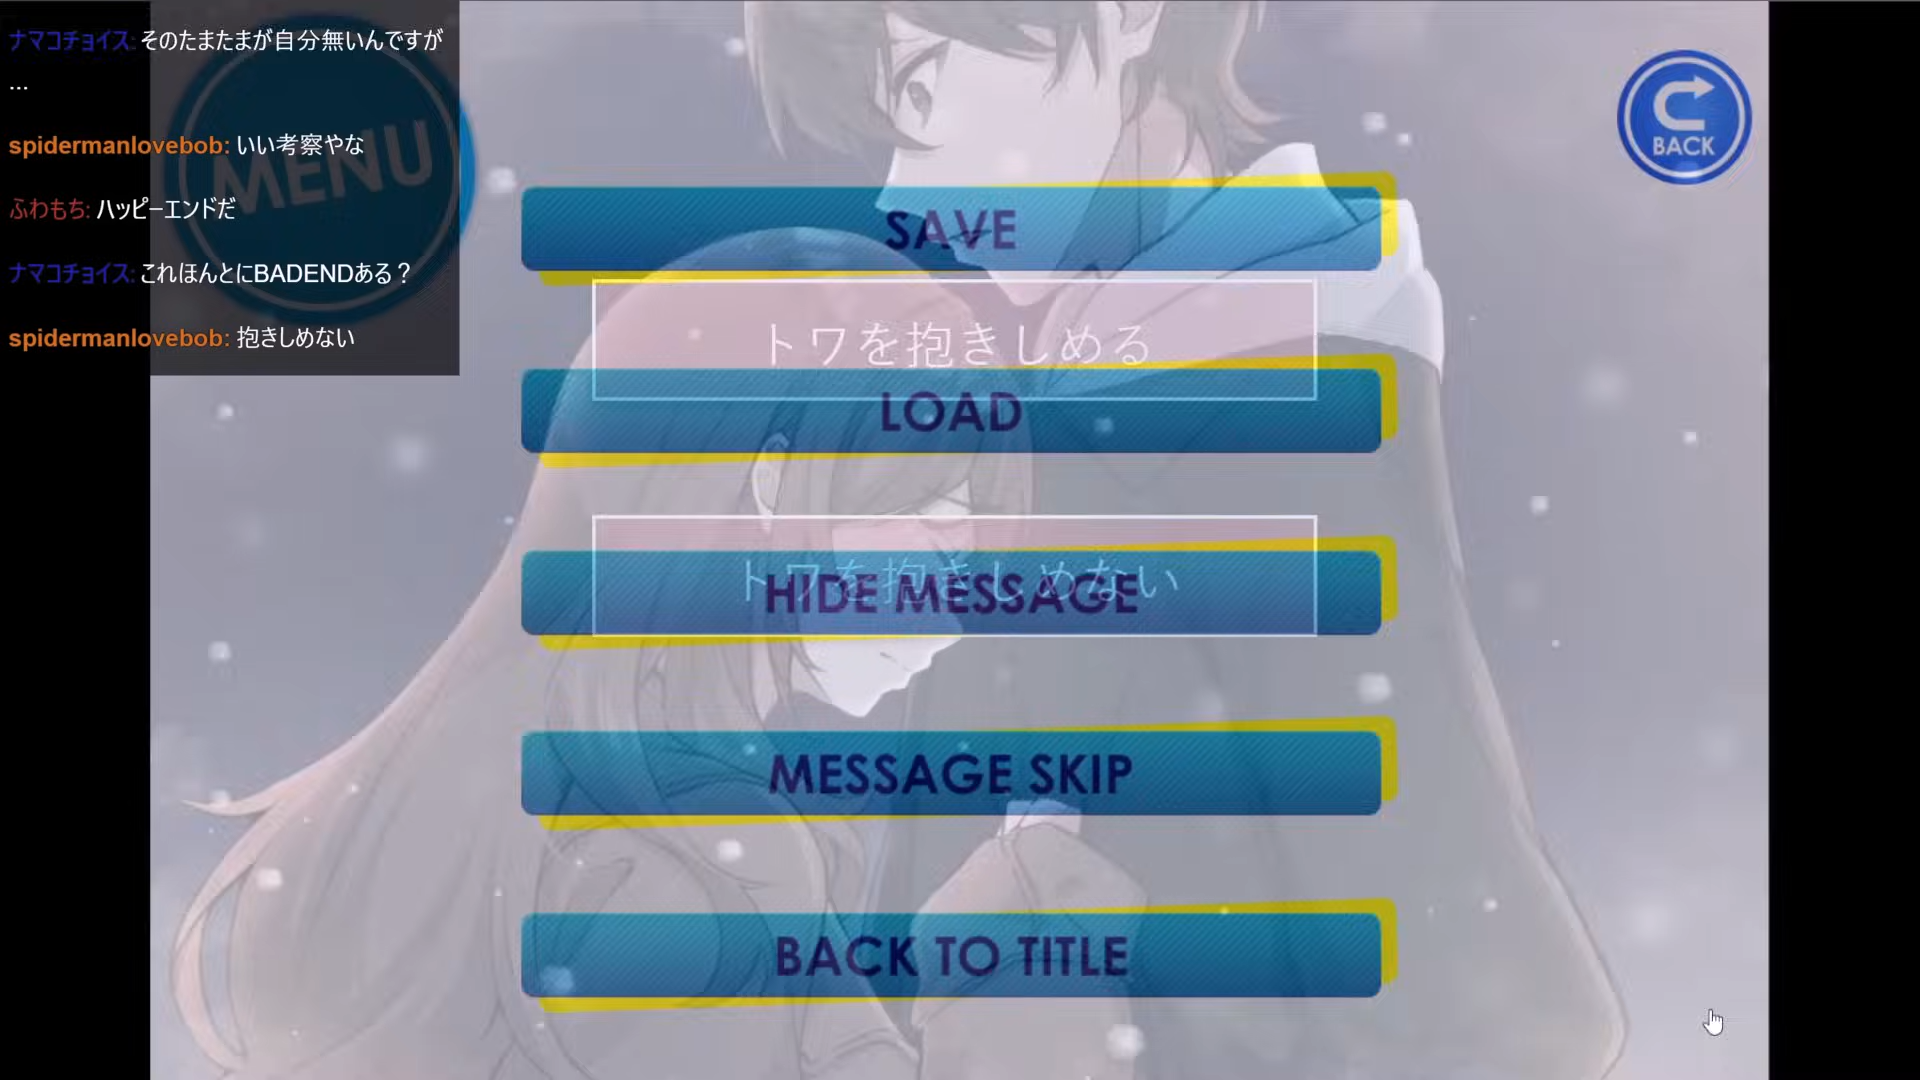 ナマコチョイス: そのたまたまが自分無いんですが
…
spidermanlovebob: いい考察やな
ふわもち: ハッピーエンドだ
ナマコチョイス: これほんとにBADENDある？
spidermanlovebob: 抱きしめない
MENU
BACK
SAVE
トワを抱きしめる
LOAD
トワを抱きしめない
HIDE MESSAGE
MESSAGE SKIP
BACK TO TITLE